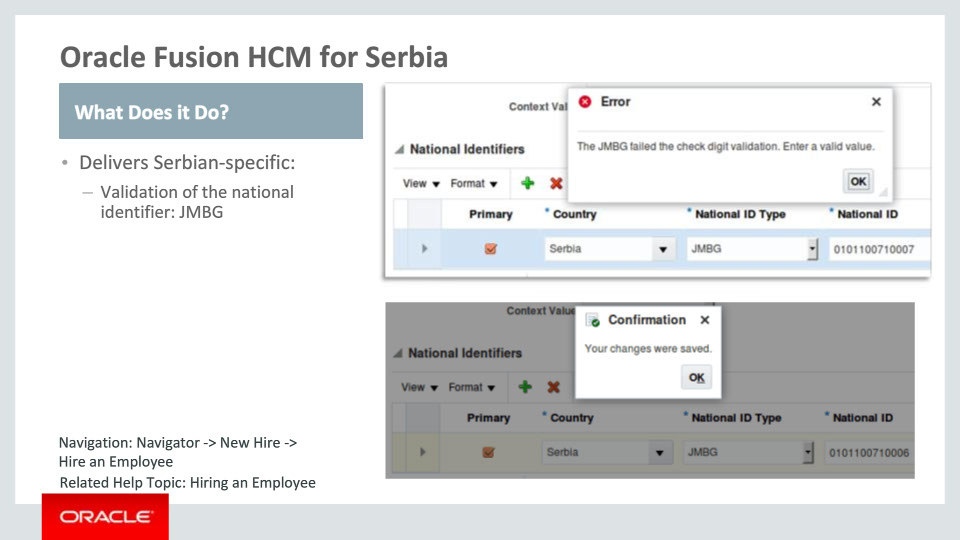 Oracle Fusion HCM for Serbia
What Does it Do?
• Delivers Serbian-specific:
– Validation of the national
identifier: JMBG
Navigation: Navigator -> New Hire ->
Hire an Employee
Related Help Topic: Hiring an Employee
ORACLE
Context Val
Error
The JMBG failed the check digit validation. Enter a valid value.
OK
National Identifiers
View Format
Primary * Country * National ID Type * National ID
Serbia JMBG 0101100710007
Context Value
Confirmation
Your changes were saved.
OK
National Identifiers
View Format
Primary * Country * National ID Type * National ID
Serbia JMBG 0101100710006